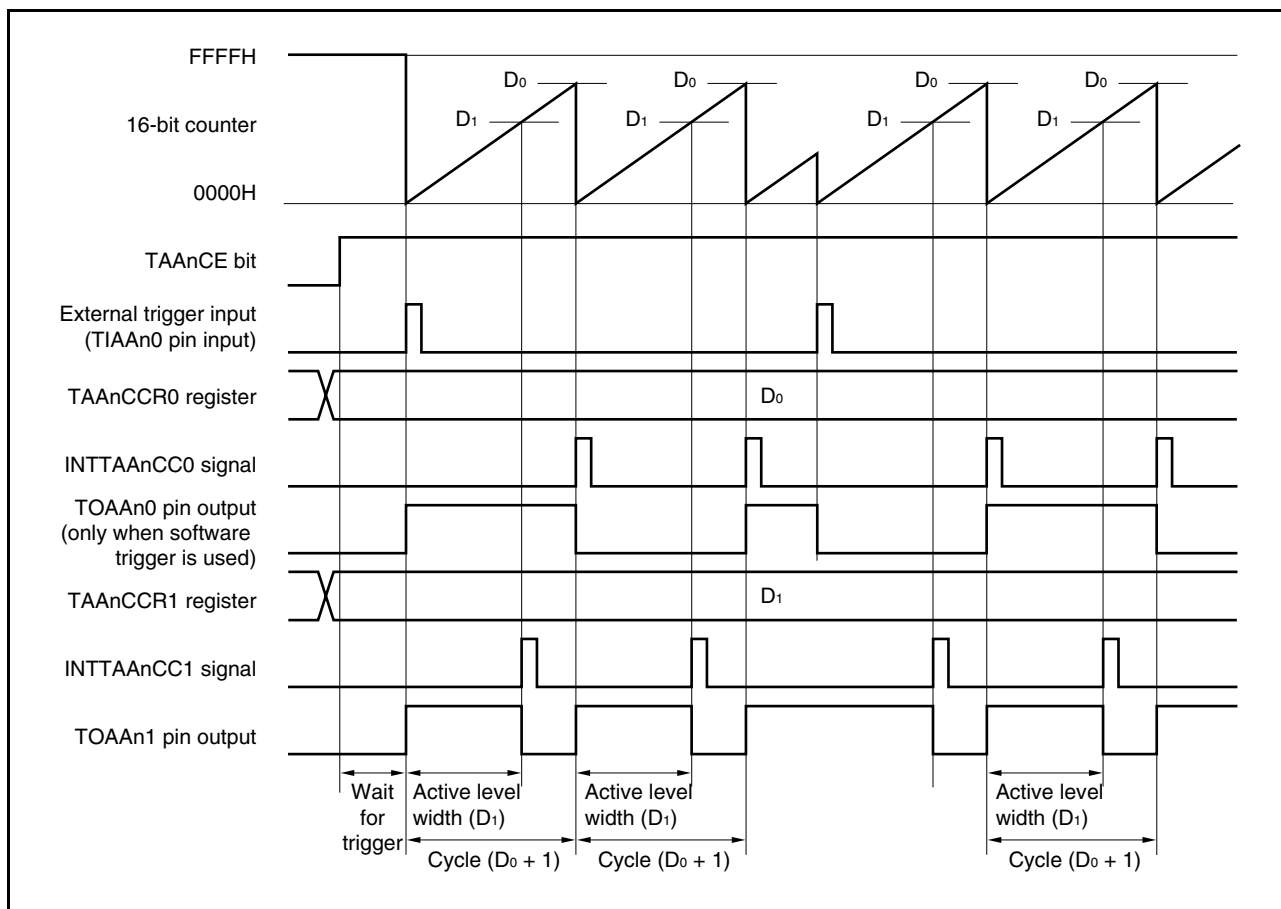 FFFFH
D0
D0
D0
D0
16-bit counter
D1
D1
D1
D1
0000H
TAAnCE bit
External trigger input
(TIAAn0 pin input)
TAAnCCR0 register
D0
INTTAAnCC0 signal
TOAAn0 pin output
(only when software
trigger is used)
TAAnCCR1 register
D1
INTTAAnCC1 signal
TOAAn1 pin output
Wait
for
trigger
Active level
width (D1)
Active level
width (D1)
Active level
width (D1)
Cycle (D0 + 1)
Cycle (D0 + 1)
Cycle (D0 + 1)